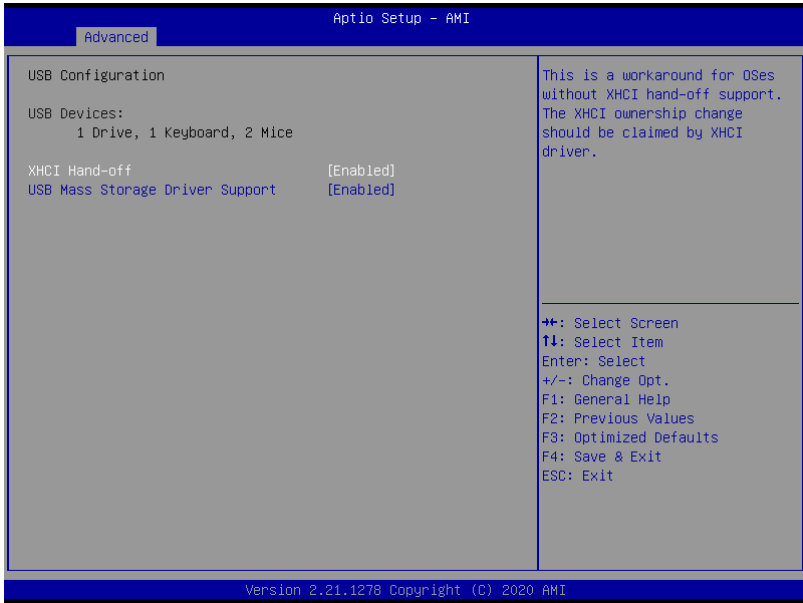 Aptio Setup – AMI
Advanced
USB Configuration
USB Devices:
1 Drive, 1 Keyboard, 2 Mice
XHCI Hand-off [Enabled]
USB Mass Storage Driver Support [Enabled]
This is a workaround for OSes
without XHCI hand-off support.
The XHCI ownership change
should be claimed by XHCI
driver.
→←: Select Screen
↑↓: Select Item
Enter: Select
+/-: Change Opt.
F1: General Help
F2: Previous Values
F3: Optimized Defaults
F4: Save & Exit
ESC: Exit
Version 2.21.1278 Copyright (C) 2020 AMI